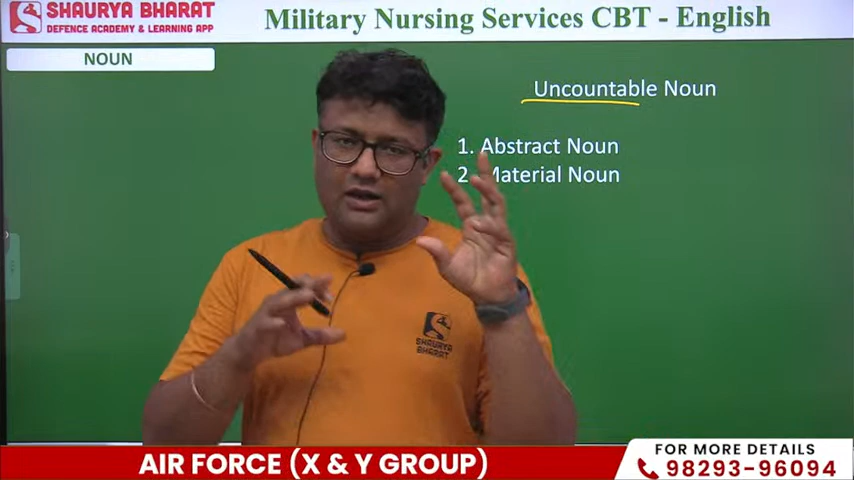 SHAURYA BHARAT
DEFENCE ACADEMY & LEARNING APP
Military Nursing Services CBT - English
NOUN
Uncountable Noun
1. Abstract Noun
2. Material Noun
SHAURYA
BHARAT
AIR FORCE (X & Y GROUP)
FOR MORE DETAILS
98293-96094